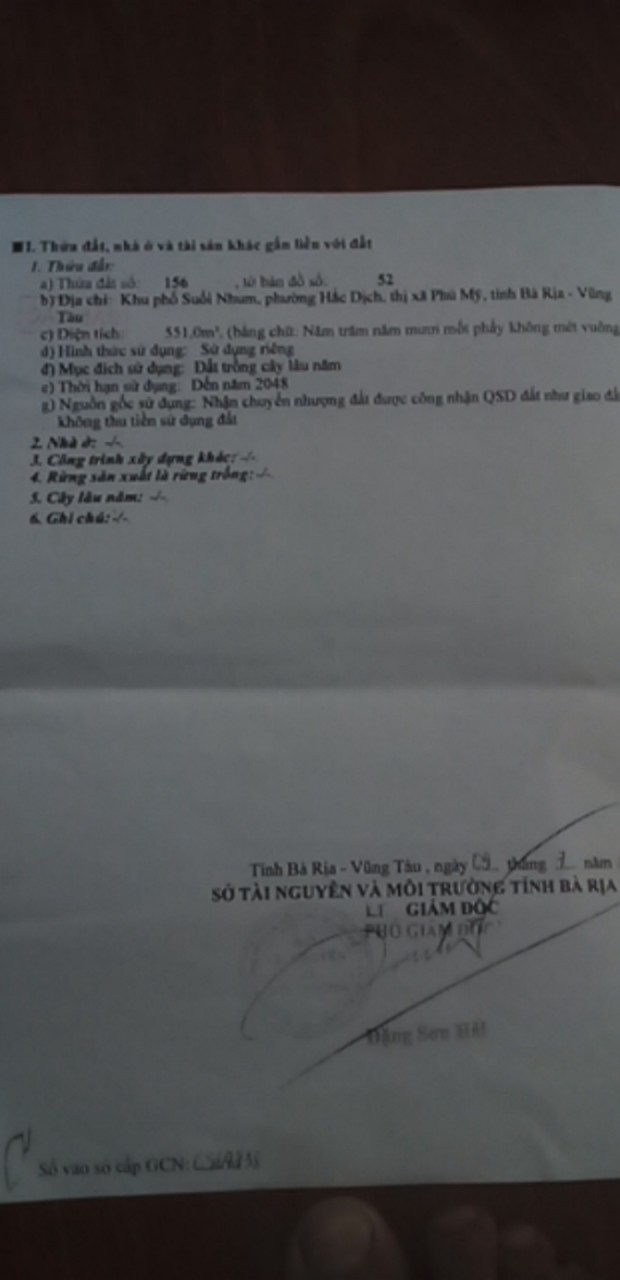 II. Thửa đất, nhà ở và tài sản khác gắn liền với đất
1. Thửa đất:
a) Thửa đất số: 156 , tờ bản đồ số: 52
b) Địa chỉ: Khu phố Suối Nhum, phường Hắc Dịch, thị xã Phú Mỹ, tỉnh Bà Rịa - Vũng
Tàu
c) Diện tích: 551,0m², (bằng chữ: Năm trăm năm mươi mốt phẩy không mét vuông
d) Hình thức sử dụng: Sử dụng riêng
đ) Mục đích sử dụng: Đất trồng cây lâu năm
e) Thời hạn sử dụng: Đến năm 2048
g) Nguồn gốc sử dụng: Nhận chuyển nhượng đất được công nhận QSD đất như giao đất
không thu tiền sử dụng đất
2. Nhà ở: -/-.
3. Công trình xây dựng khác: -/-.
4. Rừng sản xuất là rừng trồng: -/-.
5. Cây lâu năm: -/-.
6. Ghi chú: -/-.
Tỉnh Bà Rịa - Vũng Tàu , ngày tháng năm
SỞ TÀI NGUYÊN VÀ MÔI TRƯỜNG TỈNH BÀ RỊA
GIÁM ĐỐC
PHÓ GIÁM ĐỐC
Đặng Sơn Hải
Số vào sổ cấp GCN: